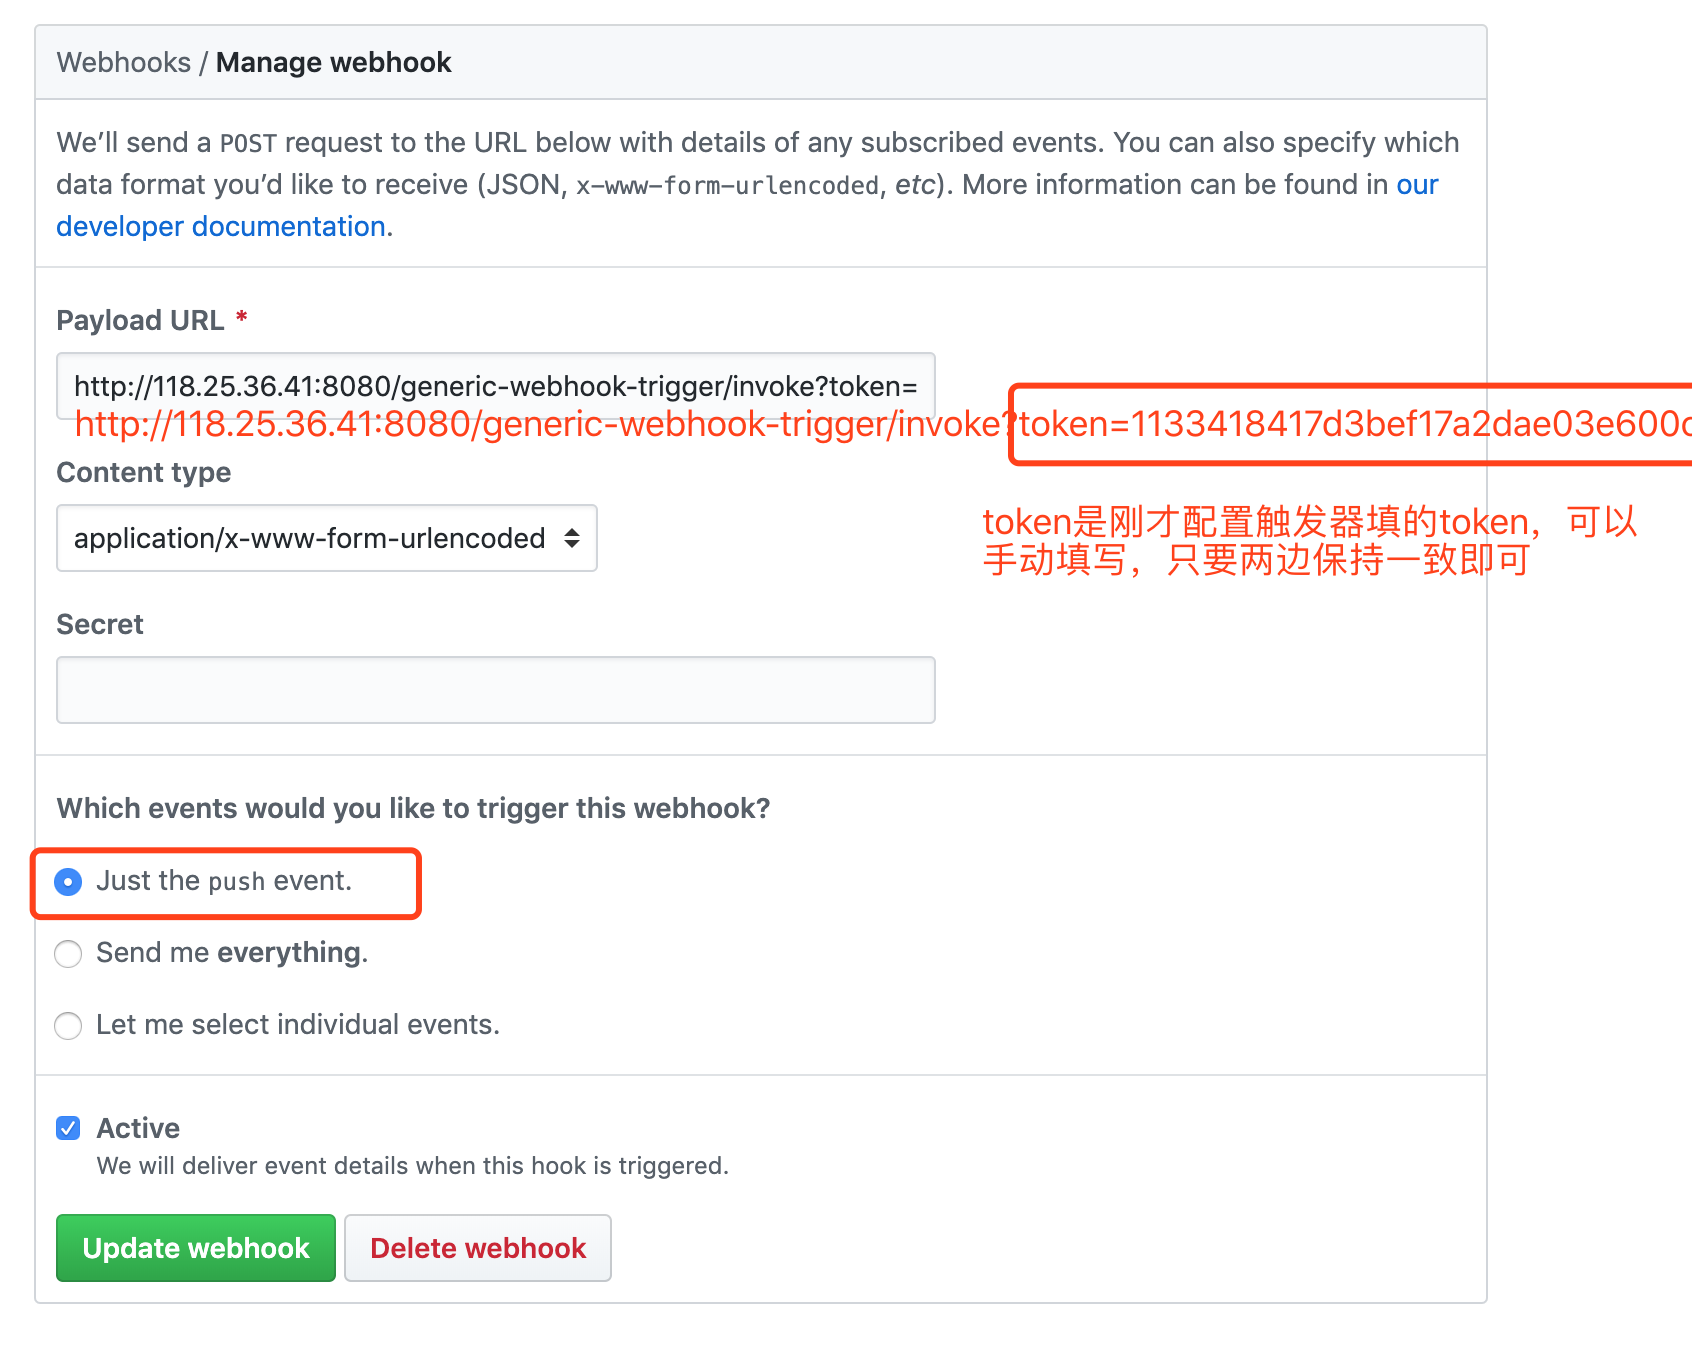 Webhooks / Manage webhook
We’ll send a POST request to the URL below with details of any subscribed events. You can also specify which
data format you’d like to receive (JSON, x-www-form-urlencoded, etc). More information can be found in our
developer documentation.
Payload URL *
http://118.25.36.41:8080/generic-webhook-trigger/invoke?token=
http://118.25.36.41:8080/generic-webhook-trigger/invoke?token=1133418417d3bef17a2dae03e600c
Content type
application/x-www-form-urlencoded
token是刚才配置触发器填的token，可以
手动填写，只要两边保持一致即可
Secret
Which events would you like to trigger this webhook?
Just the push event.
Send me everything.
Let me select individual events.
Active
We will deliver event details when this hook is triggered.
Update webhook
Delete webhook